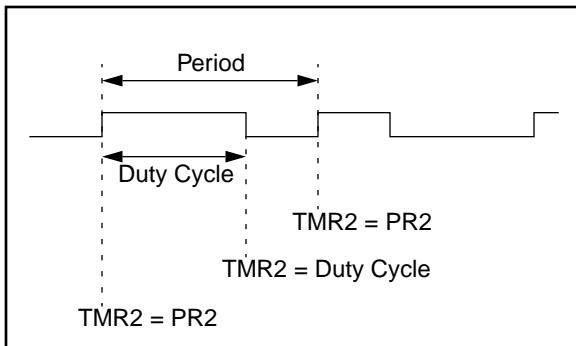 Period
Duty Cycle
TMR2 = PR2
TMR2 = Duty Cycle
TMR2 = PR2